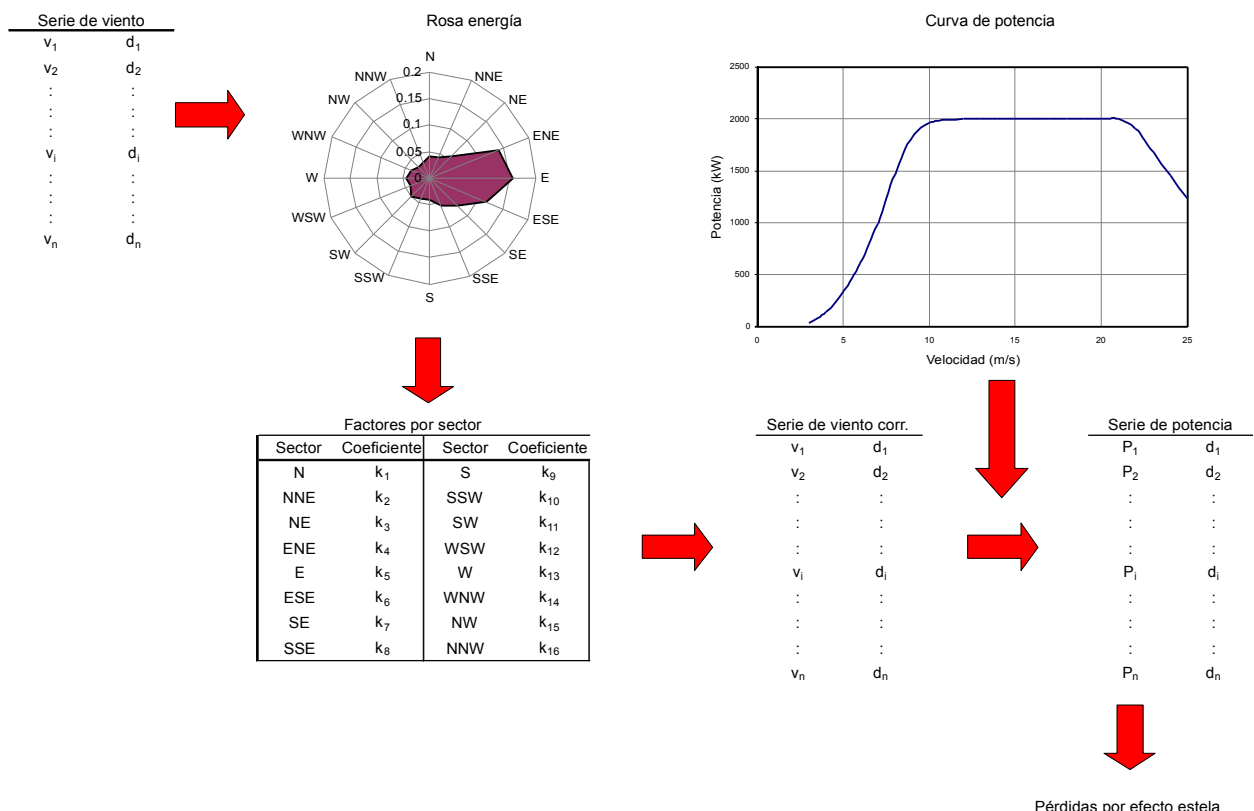 Serie de viento
v1 d1
v2 d2
: :
: :
: :
vi di
: :
: :
: :
vn dn
Rosa energía
N
NNE
NE
ENE
E
ESE
SE
SSE
S
SSW
SW
WSW
W
WNW
NW
NNW
0.2
0.15
0.1
0.05
0
Curva de potencia
Potencia (kW)
2500
2000
1500
1000
500
0
0 5 10 15 20 25
Velocidad (m/s)
Factores por sector
Sector Coeficiente Sector Coeficiente
N k1 S k9
NNE k2 SSW k10
NE k3 SW k11
ENE k4 WSW k12
E k5 W k13
ESE k6 WNW k14
SE k7 NW k15
SSE k8 NNW k16
Serie de viento corr.
v1 d1
v2 d2
: :
: :
: :
vi di
: :
: :
: :
vn dn
Serie de potencia
P1 d1
P2 d2
: :
: :
: :
Pi di
: :
: :
: :
Pn dn
Pérdidas por efecto estela